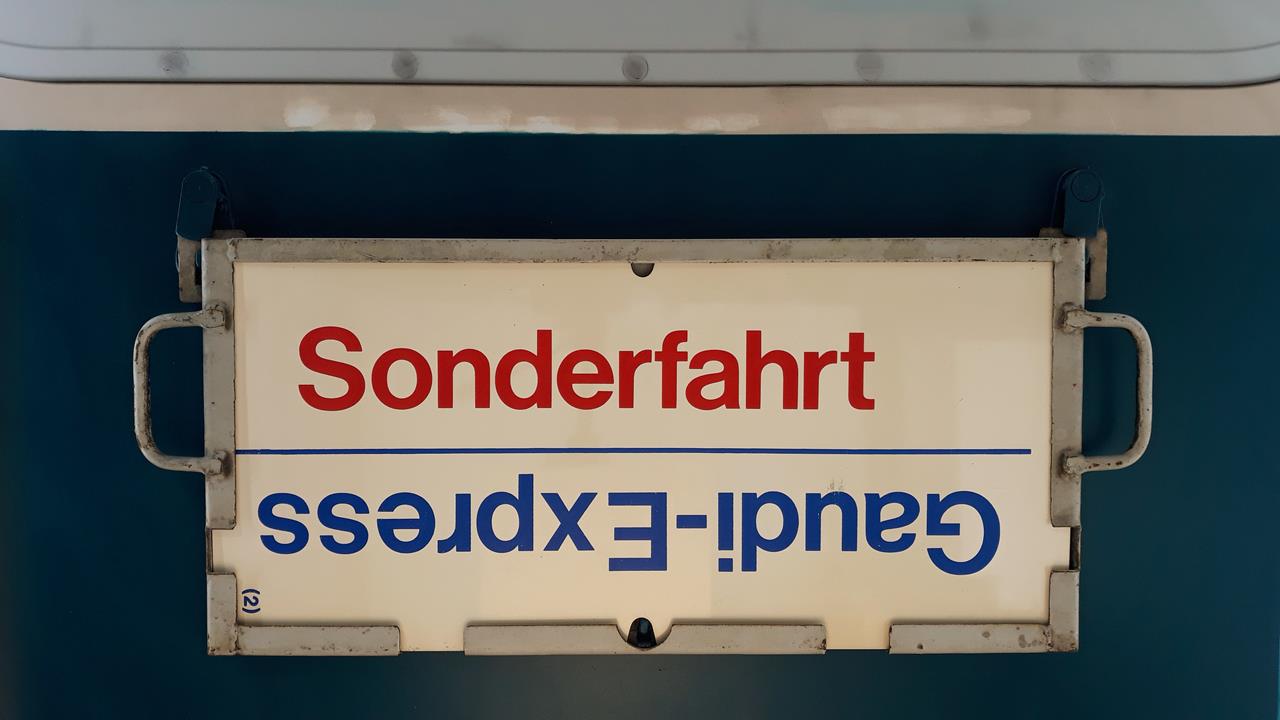 Sonderfahrt
Gaudi-Express
(2)